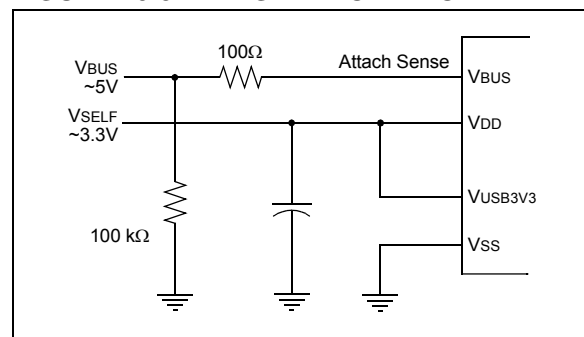 100Ω
Attach Sense
VBUS
~5V
VBUS
VSELF
~3.3V
VDD
100 kΩ
VUSB3V3
VSS